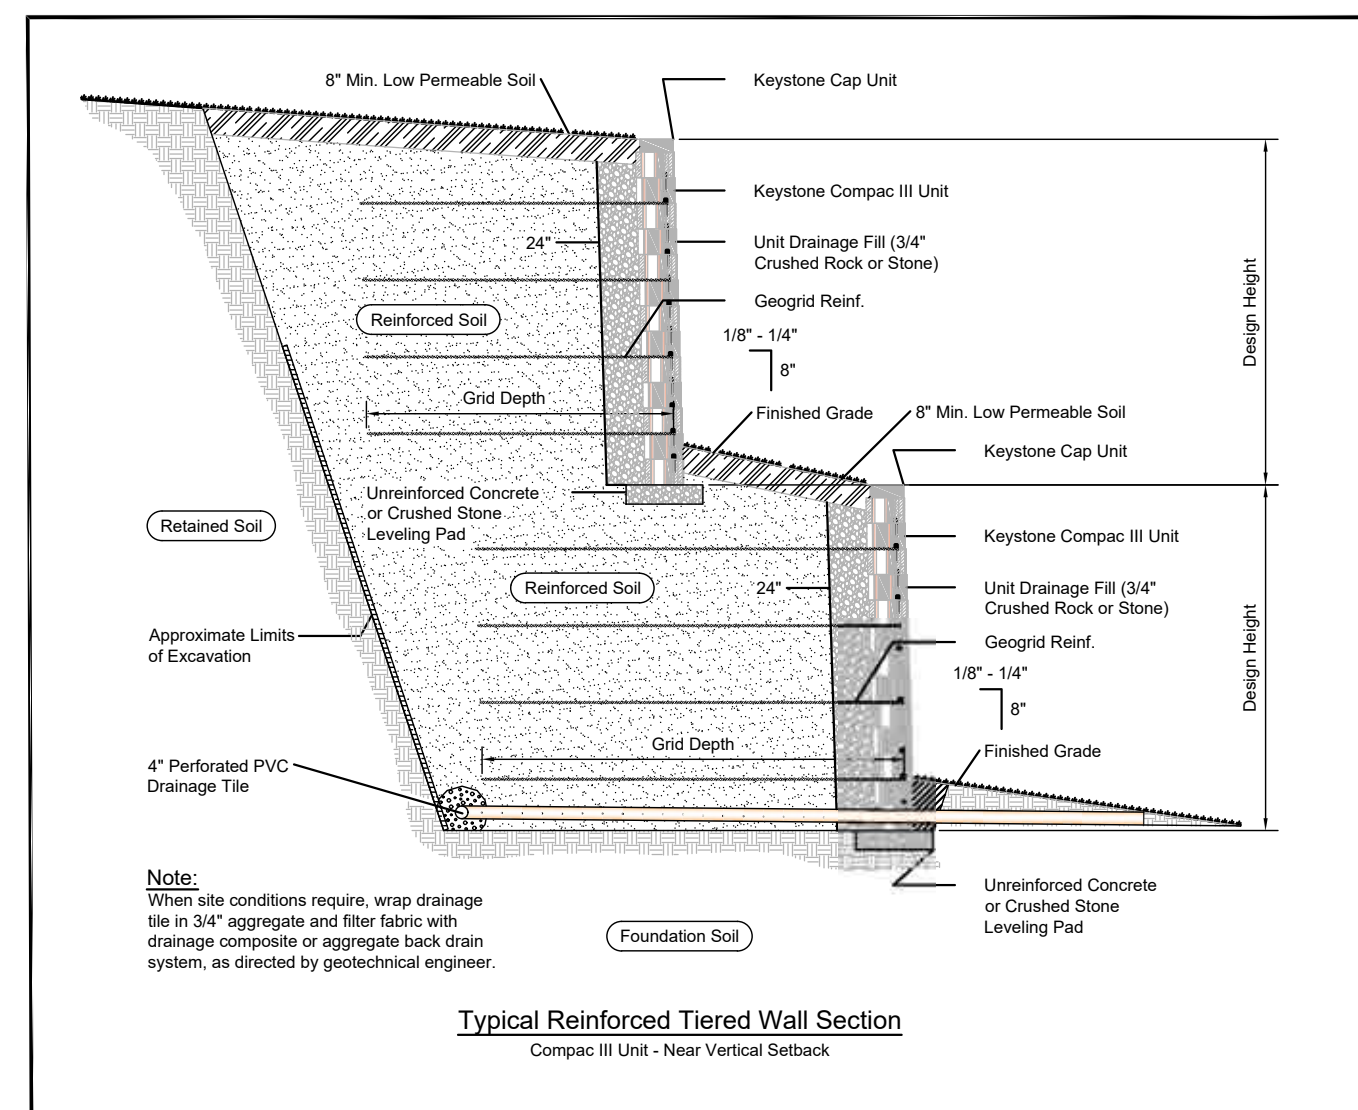 8" Min. Low Permeable Soil
Keystone Cap Unit
Keystone Compac III Unit
24"
Unit Drainage Fill (3/4"
Crushed Rock or Stone)
Geogrid Reinf.
Reinforced Soil
1/8" - 1/4"
8"
Design Height
Grid Depth
Finished Grade
8" Min. Low Permeable Soil
Keystone Cap Unit
Unreinforced Concrete
or Crushed Stone
Leveling Pad
Retained Soil
Keystone Compac III Unit
Reinforced Soil
24"
Unit Drainage Fill (3/4"
Crushed Rock or Stone)
Approximate Limits
of Excavation
Geogrid Reinf.
1/8" - 1/4"
8"
Design Height
Grid Depth
Finished Grade
4" Perforated PVC
Drainage Tile
Note:
When site conditions require, wrap drainage
tile in 3/4" aggregate and filter fabric with
drainage composite or aggregate back drain
system, as directed by geotechnical engineer.
Unreinforced Concrete
or Crushed Stone
Leveling Pad
Foundation Soil
Typical Reinforced Tiered Wall Section
Compac III Unit - Near Vertical Setback